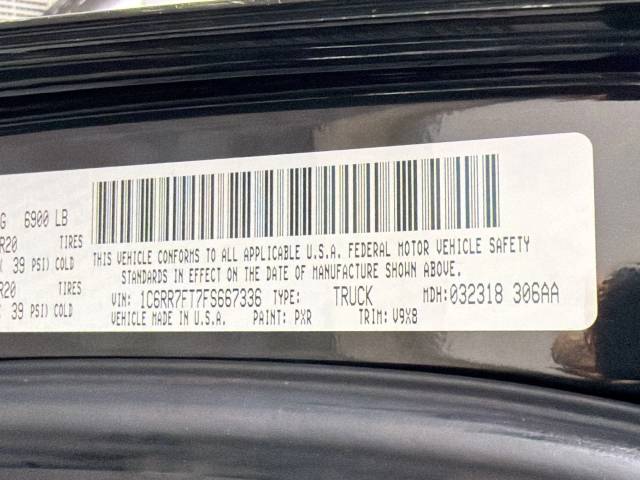 G 6900 LB
R20 TIRES
39 PSI) COLD
R20 TIRES
39 PSI) COLD
THIS VEHICLE CONFORMS TO ALL APPLICABLE U.S.A. FEDERAL MOTOR VEHICLE SAFETY
STANDARDS IN EFFECT ON THE DATE OF MANUFACTURE SHOWN ABOVE.
VIN: 1C6RR7FT7FS667336 TYPE: TRUCK MDH: 032318 306AA
VEHICLE MADE IN U.S.A. PAINT: PXR TRIM: V9X8